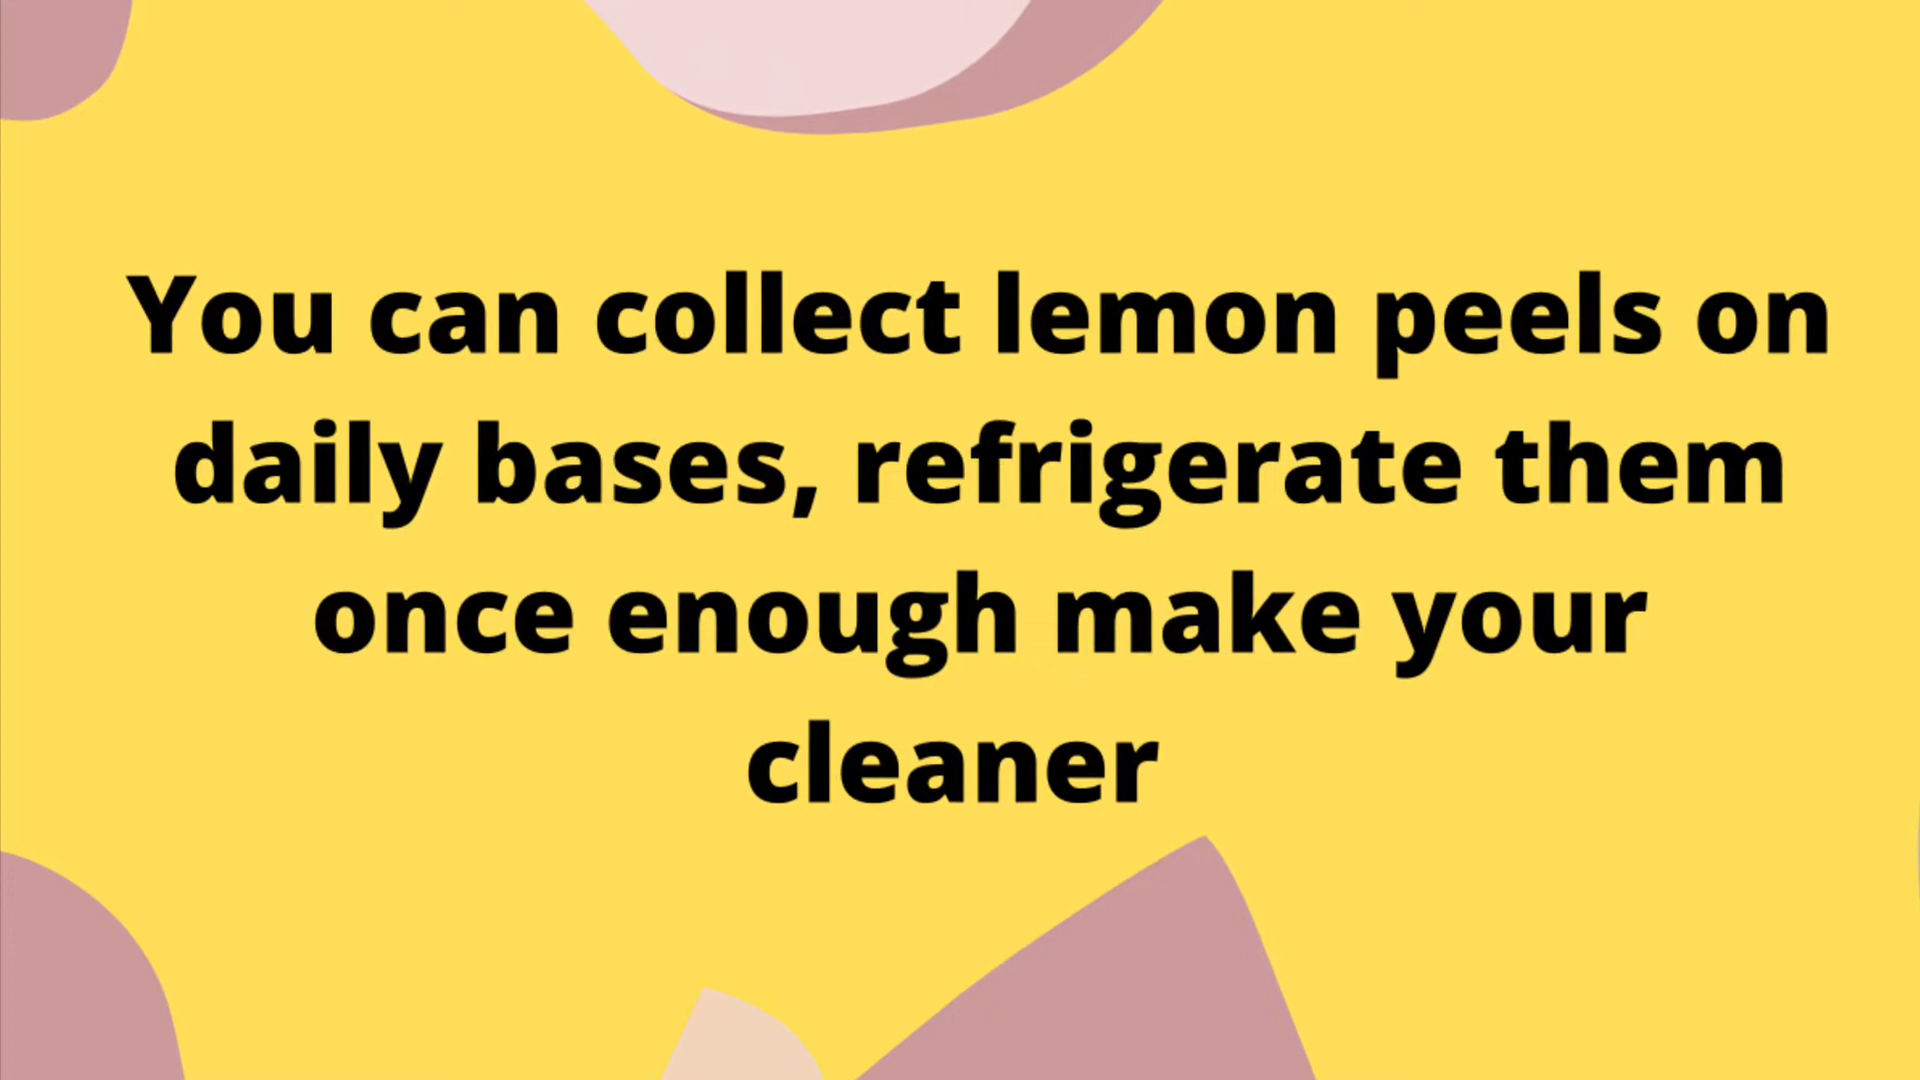 You can collect lemon peels on
daily bases, refrigerate them
once enough make your
cleaner